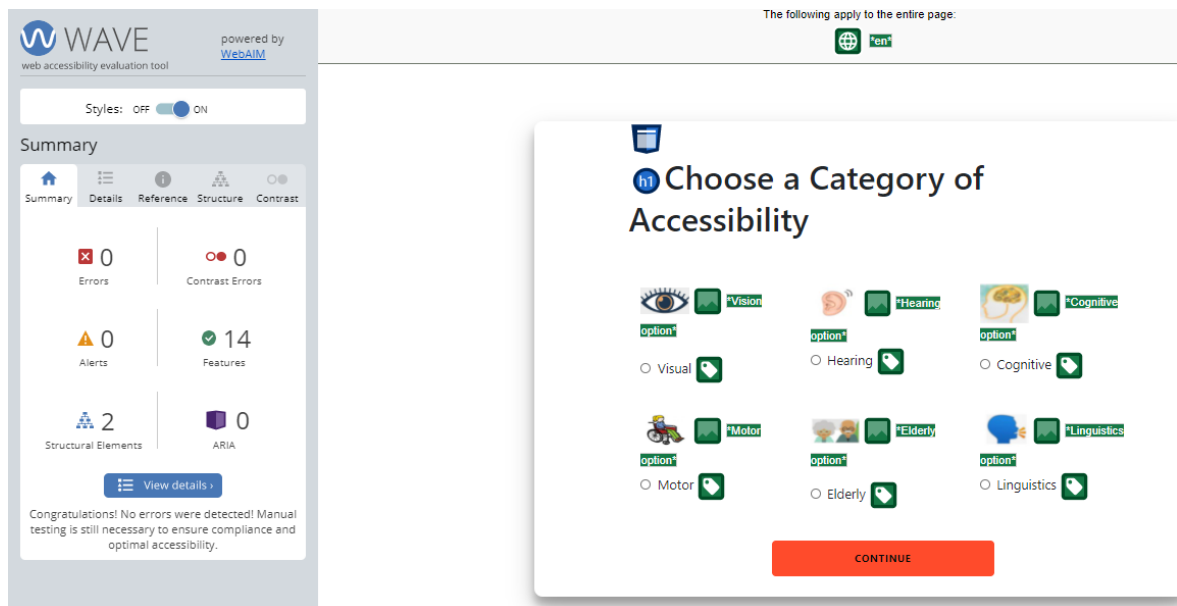 WAVE
powered by
WebAIM
web accessibility evaluation tool
Styles: OFF ON
Summary
Summary Details Reference Structure Contrast
0
Errors
0
Contrast Errors
0
Alerts
14
Features
2
Structural Elements
0
ARIA
View details ›
Congratulations! No errors were detected! Manual
testing is still necessary to ensure compliance and
optimal accessibility.
The following apply to the entire page:
*en*
h1 Choose a Category of
Accessibility
*Vision
option*
Visual
*Hearing
option*
Hearing
*Cognitive
option*
Cognitive
*Motor
option*
Motor
*Elderly
option*
Elderly
*Linguistics
option*
Linguistics
CONTINUE